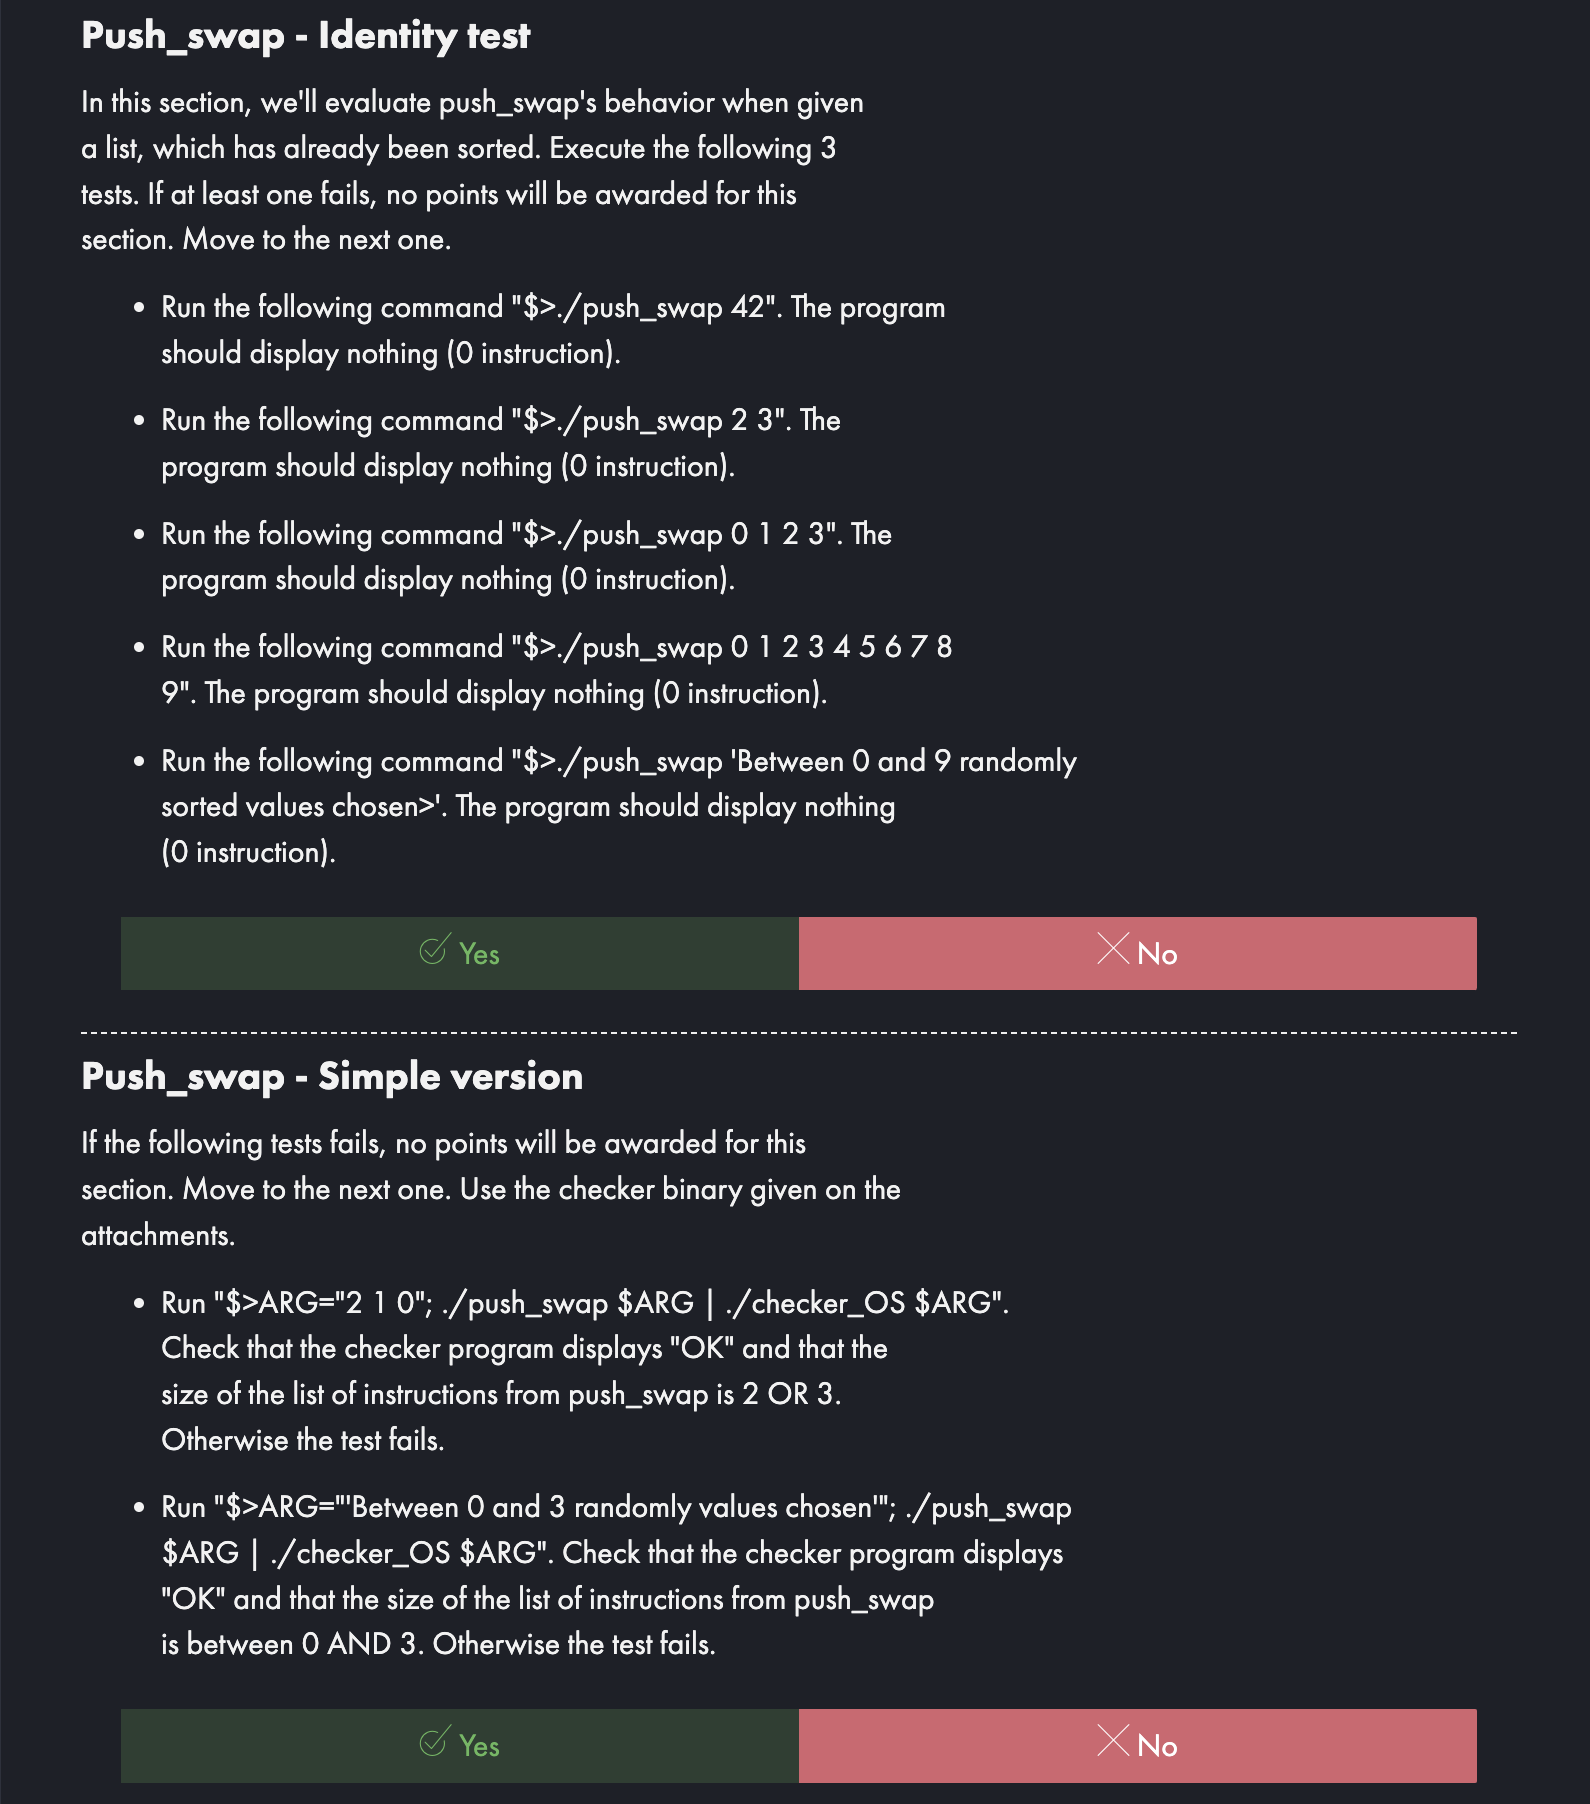 Push_swap - Identity test
In this section, we'll evaluate push_swap's behavior when given
a list, which has already been sorted. Execute the following 3
tests. If at least one fails, no points will be awarded for this
section. Move to the next one.
• Run the following command "$>./push_swap 42". The program
should display nothing (0 instruction).
• Run the following command "$>./push_swap 2 3". The
program should display nothing (0 instruction).
• Run the following command "$>./push_swap 0 1 2 3". The
program should display nothing (0 instruction).
• Run the following command "$>./push_swap 0 1 2 3 4 5 6 7 8
9". The program should display nothing (0 instruction).
• Run the following command "$>./push_swap 'Between 0 and 9 randomly
sorted values chosen>'. The program should display nothing
(0 instruction).
Yes
No
Push_swap - Simple version
If the following tests fails, no points will be awarded for this
section. Move to the next one. Use the checker binary given on the
attachments.
• Run "$>ARG="2 1 0"; ./push_swap $ARG | ./checker_OS $ARG".
Check that the checker program displays "OK" and that the
size of the list of instructions from push_swap is 2 OR 3.
Otherwise the test fails.
• Run "$>ARG="'Between 0 and 3 randomly values chosen'"; ./push_swap
$ARG | ./checker_OS $ARG". Check that the checker program displays
"OK" and that the size of the list of instructions from push_swap
is between 0 AND 3. Otherwise the test fails.
Yes
No